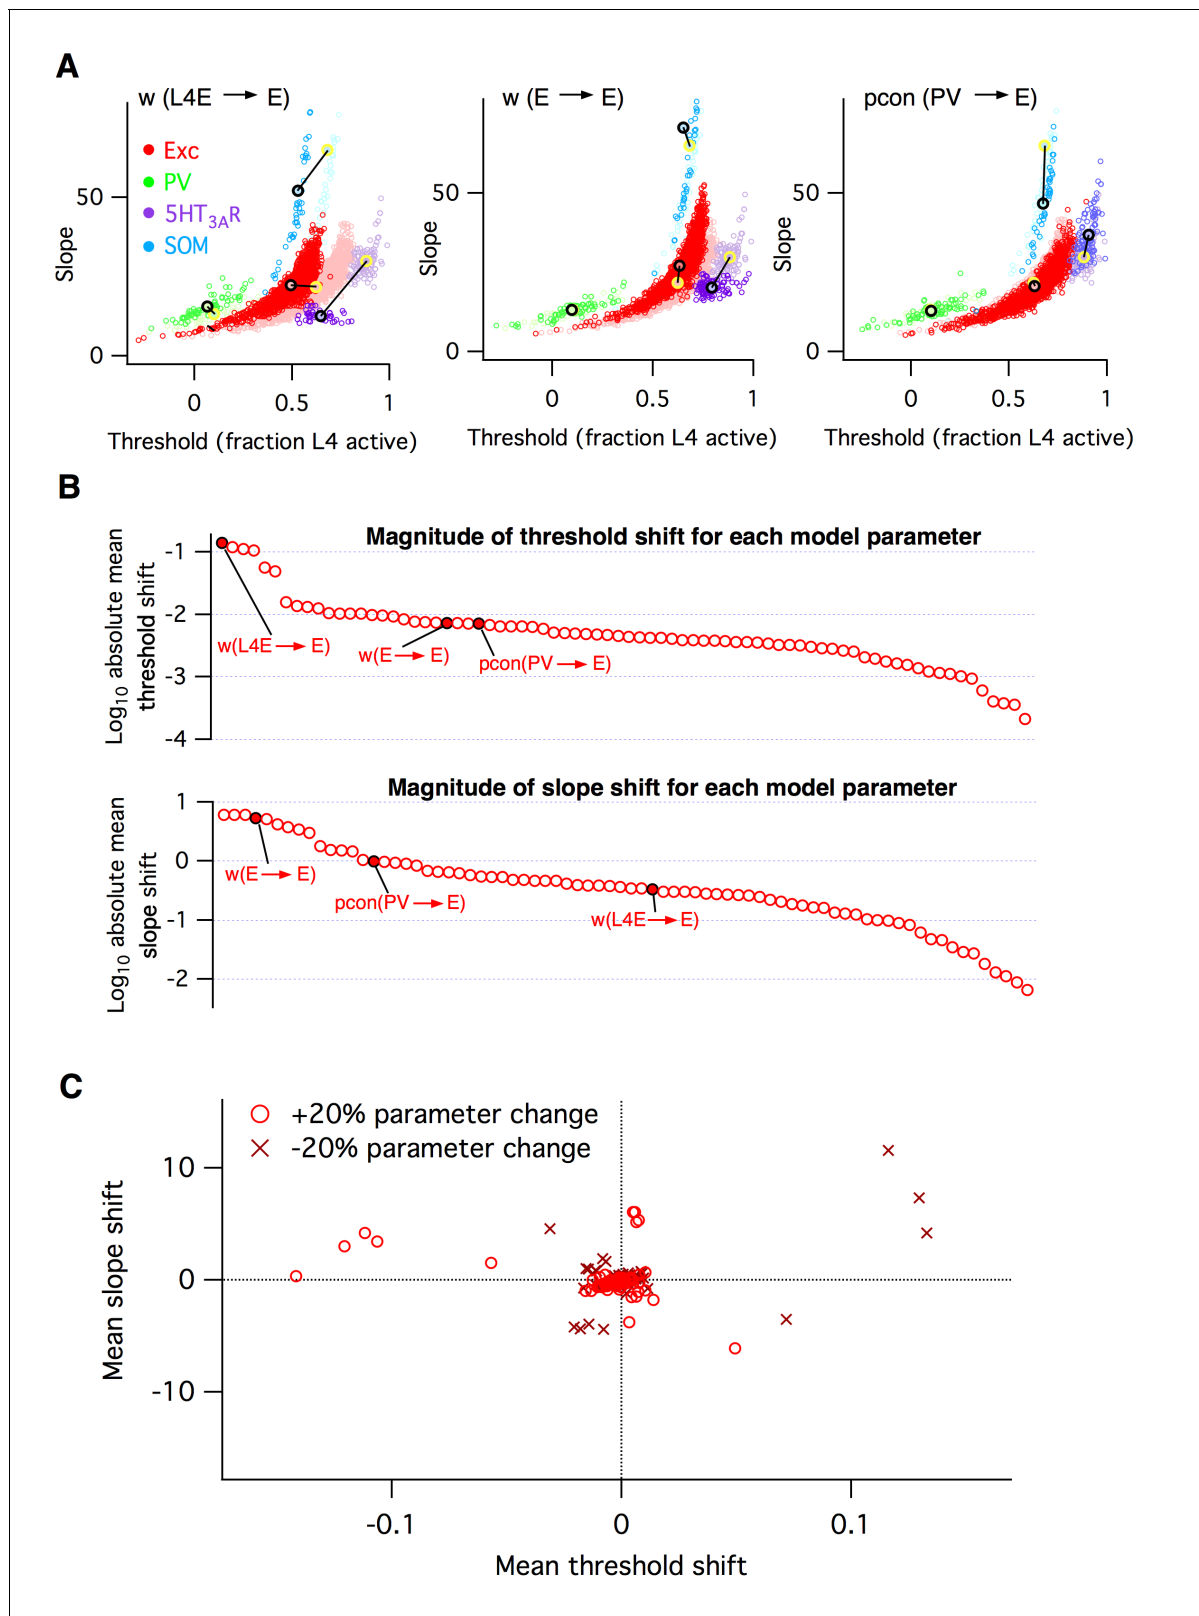 A
w (L4E → E)
w (E → E)
pcon (PV → E)
Exc
PV
5HT3AR
SOM
50
0
Slope
0 0.5 1
Threshold (fraction L4 active)
50
0
Slope
0 0.5 1
Threshold (fraction L4 active)
50
0
Slope
0 0.5 1
Threshold (fraction L4 active)
B
Magnitude of threshold shift for each model parameter
Log10 absolute mean
threshold shift
-1
-2
-3
-4
w(L4E → E)
w(E → E)
pcon(PV → E)
Magnitude of slope shift for each model parameter
Log10 absolute mean
slope shift
1
0
-1
-2
w(E → E)
pcon(PV → E)
w(L4E → E)
C
+20% parameter change
-20% parameter change
Mean slope shift
10
0
-10
-0.1 0 0.1
Mean threshold shift